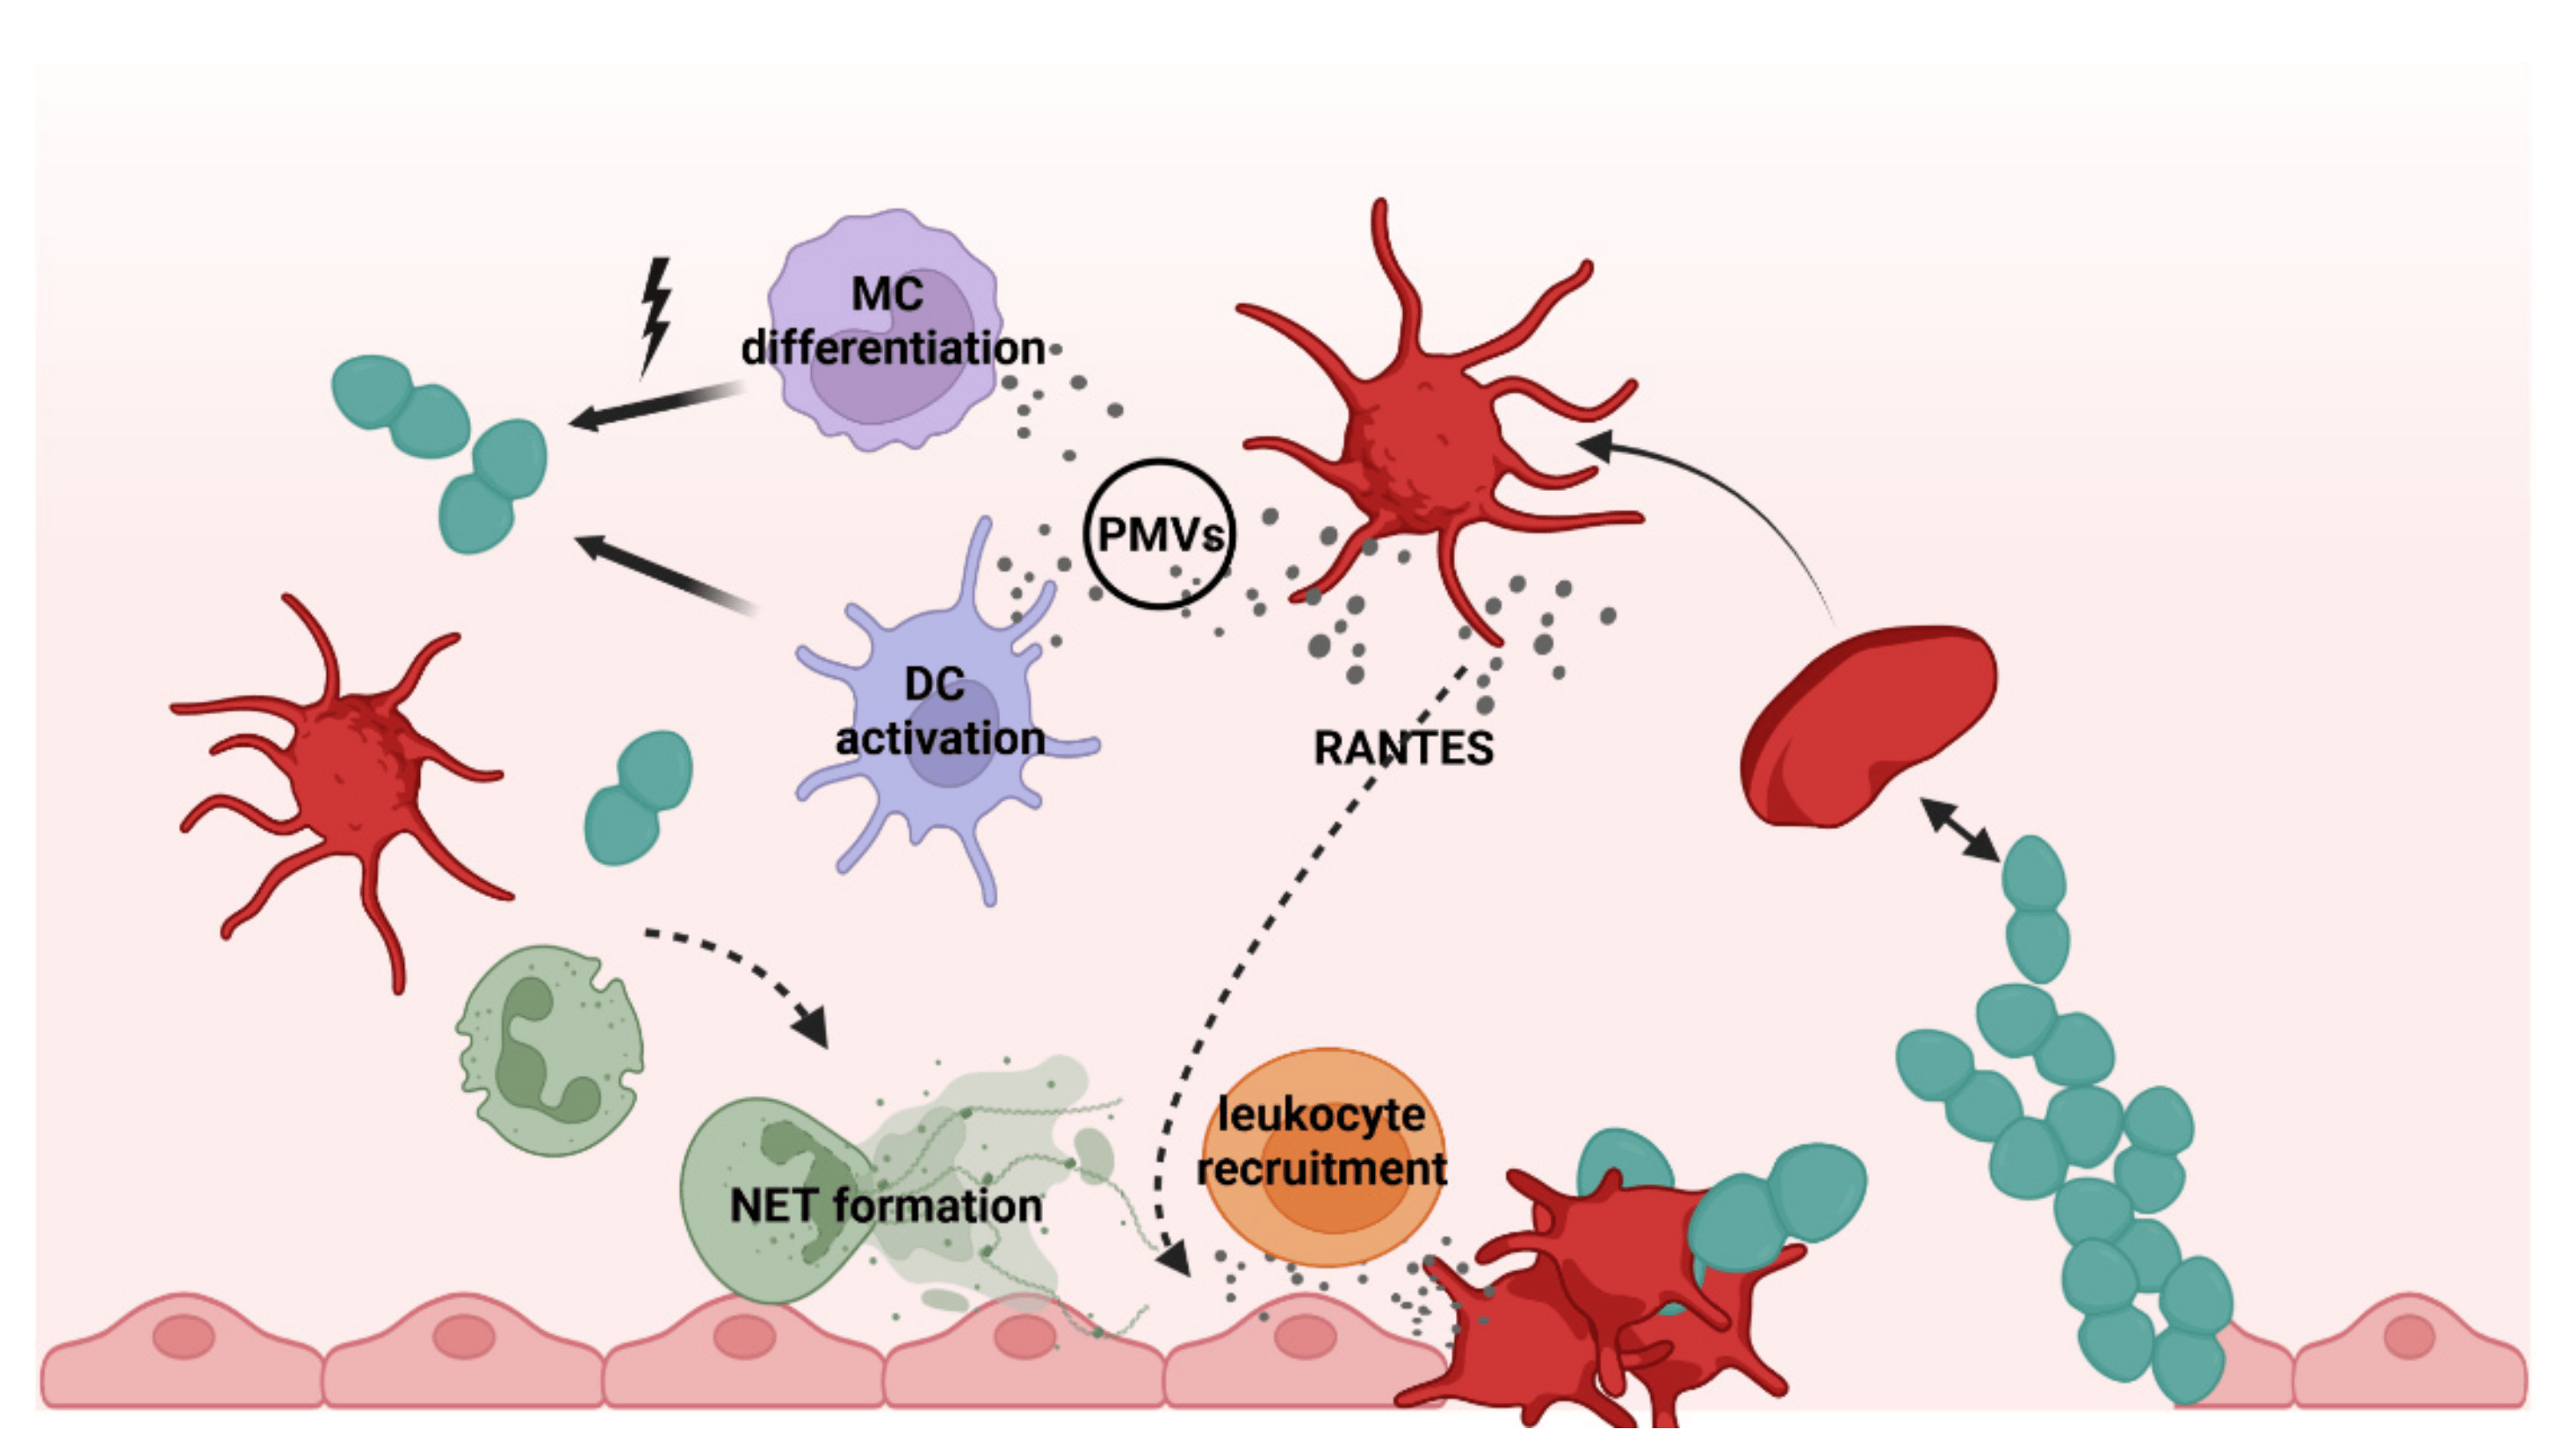 MC
differentiation
PMVs
DC
activation
RANTES
leukocyte
recruitment
NET formation